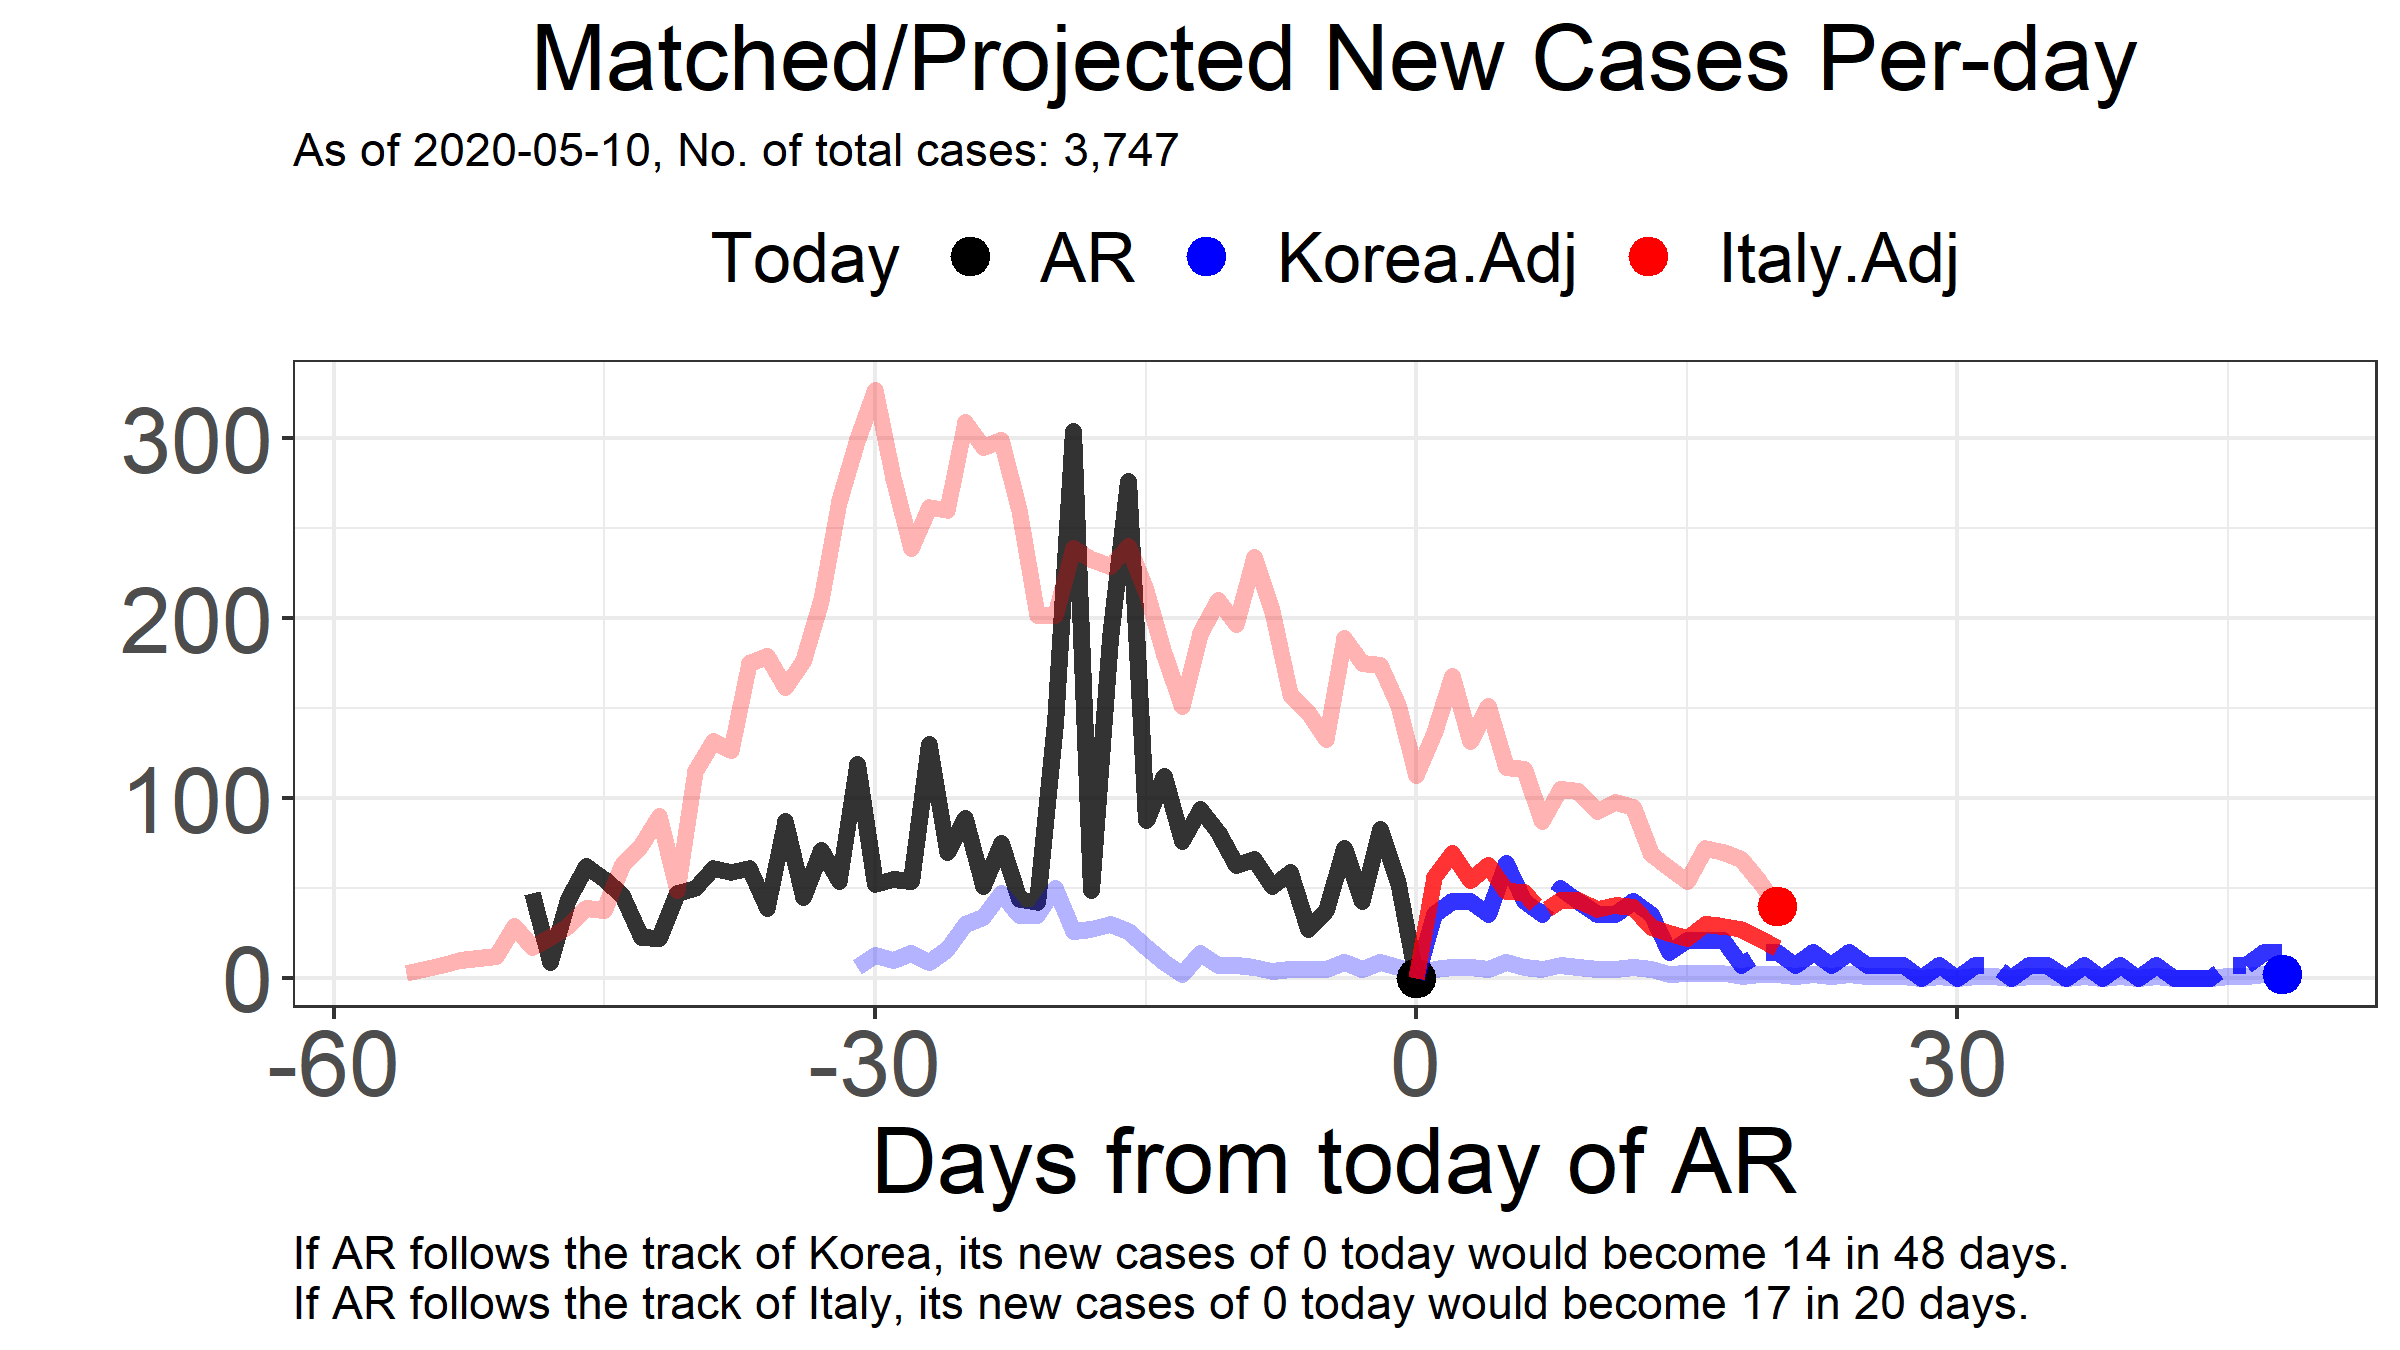 Matched/Projected New Cases Per-day
As of 2020-05-10, No. of total cases: 3,747
Today AR Korea.Adj Italy.Adj
300
200
100
0
-60 -30 0 30
Days from today of AR
If AR follows the track of Korea, its new cases of 0 today would become 14 in 48 days.
If AR follows the track of Italy, its new cases of 0 today would become 17 in 20 days.